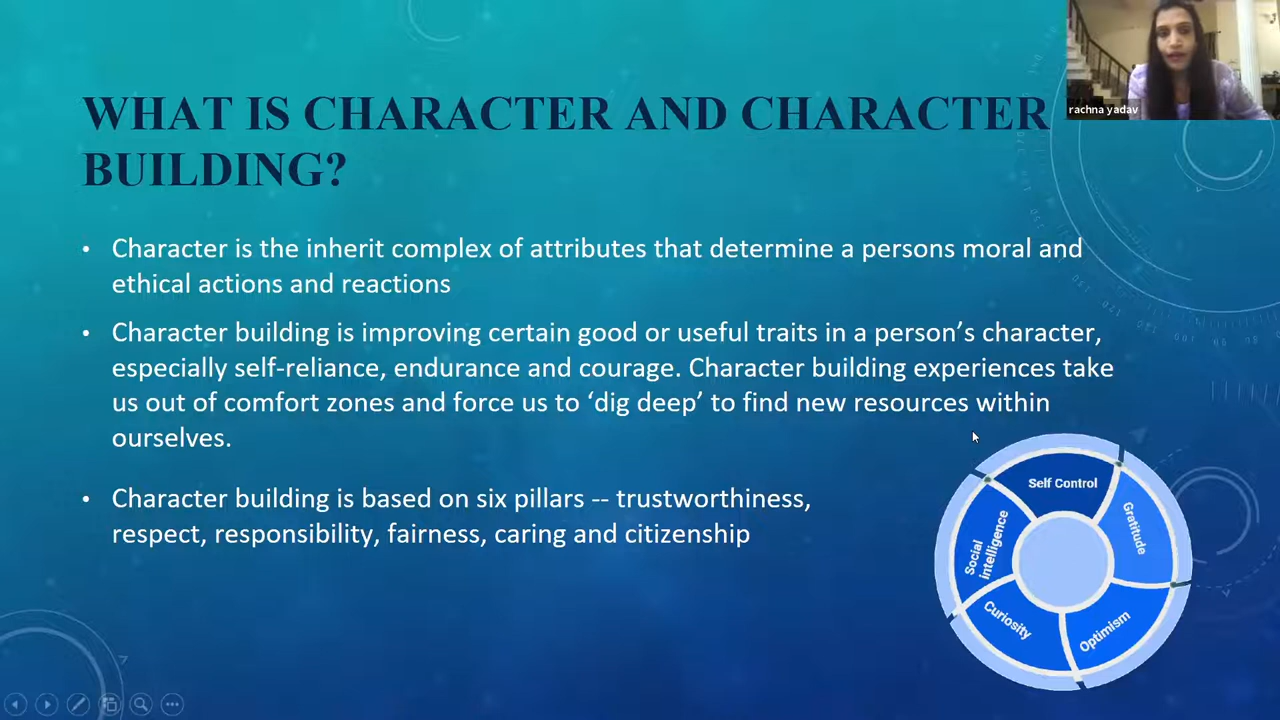 WHAT IS CHARACTER AND CHARACTER
BUILDING?
rachna yadav
• Character is the inherit complex of attributes that determine a persons moral and
ethical actions and reactions
• Character building is improving certain good or useful traits in a person’s character,
especially self-reliance, endurance and courage. Character building experiences take
us out of comfort zones and force us to ‘dig deep’ to find new resources within
ourselves.
• Character building is based on six pillars -- trustworthiness,
respect, responsibility, fairness, caring and citizenship
Self Control
Gratitude
Optimism
Curiosity
Social
intelligence